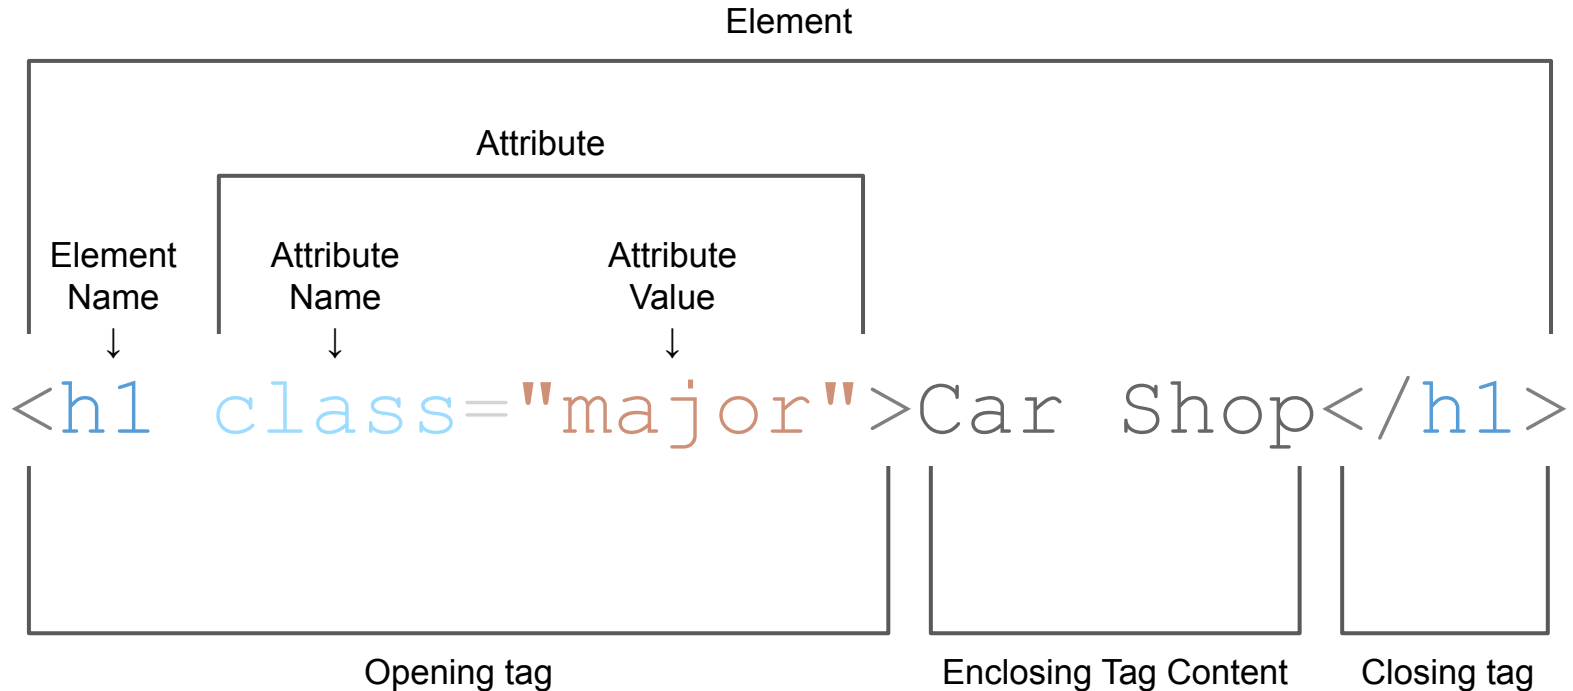 Element
Attribute
Element Name
Attribute Name
Attribute Value
↓ ↓ ↓
<h1 class="major">Car Shop</h1>
Opening tag
Enclosing Tag Content
Closing tag